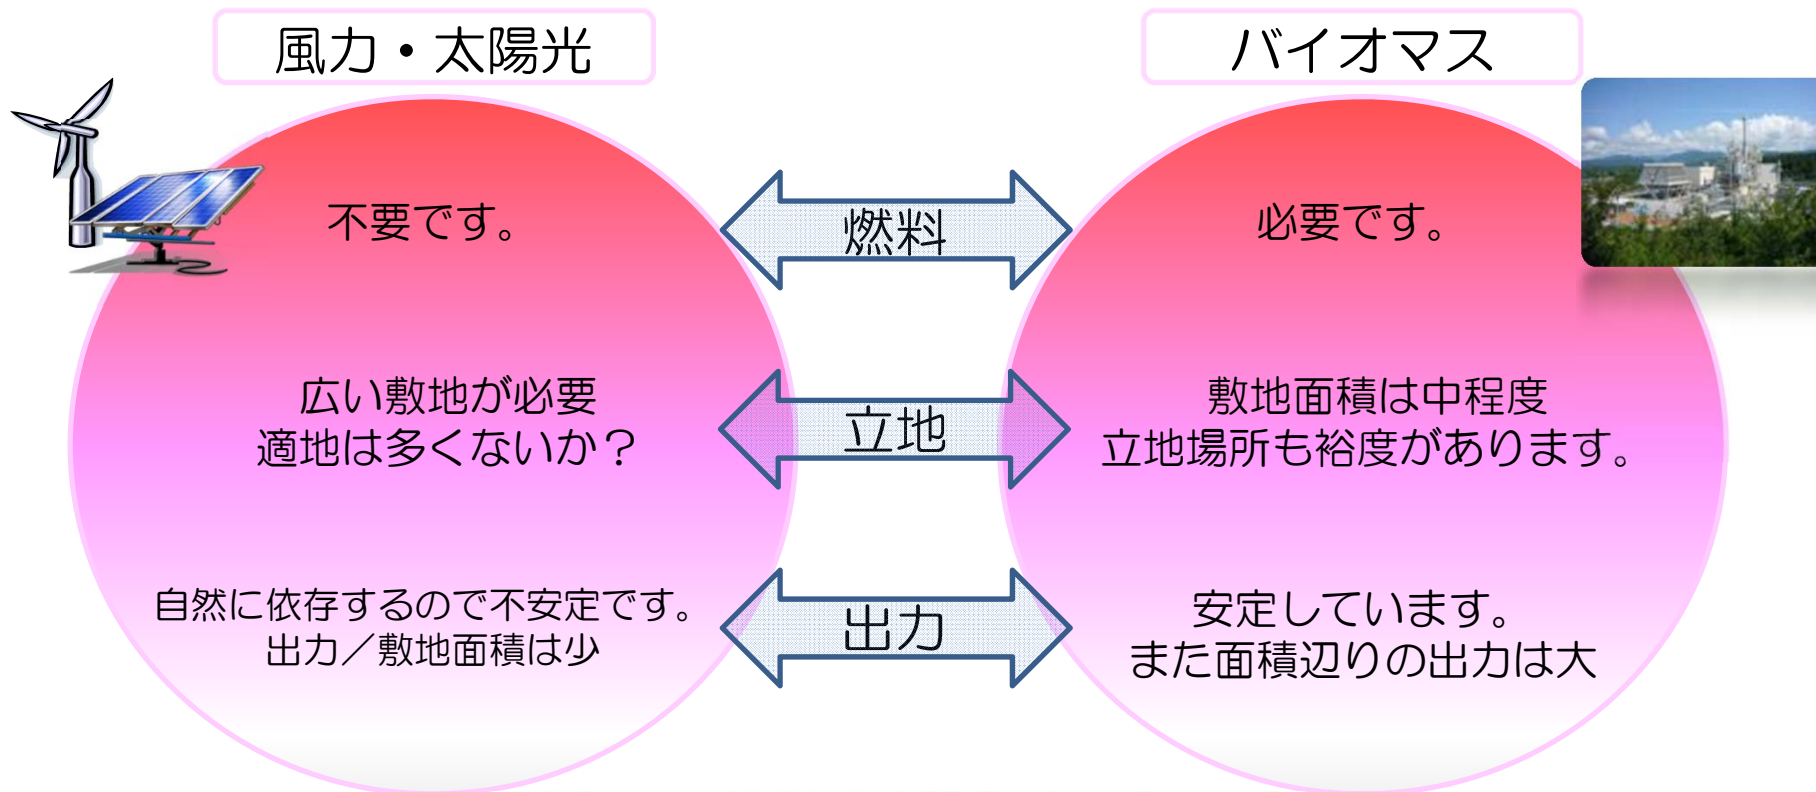 風力・太陽光
バイオマス
不要です。
燃料
必要です。
広い敷地が必要
適地は多くないか？
立地
敷地面積は中程度
立地場所も裕度があります。
自然に依存するので不安定です。
出力／敷地面積は少
出力
安定しています。
また面積辺りの出力は大